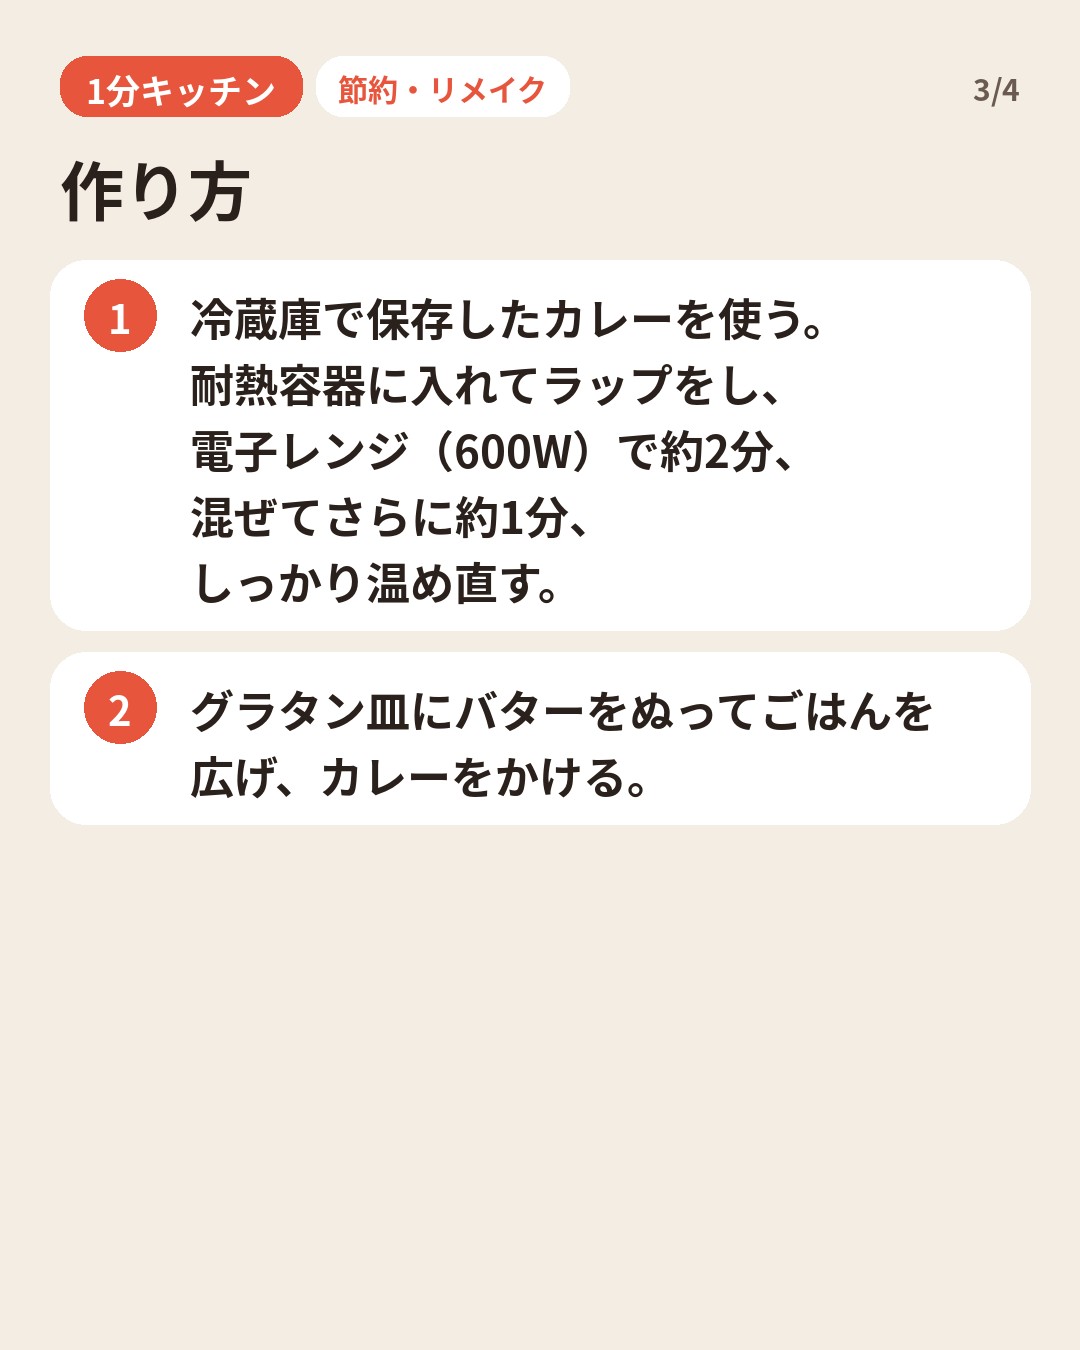 1分キッチン
節約・リメイク
3/4
作り方
1
冷蔵庫で保存したカレーを使う。
耐熱容器に入れてラップをし、
電子レンジ（600W）で約2分、
混ぜてさらに約1分、
しっかり温め直す。
2
グラタン皿にバターをぬってごはんを
広げ、カレーをかける。